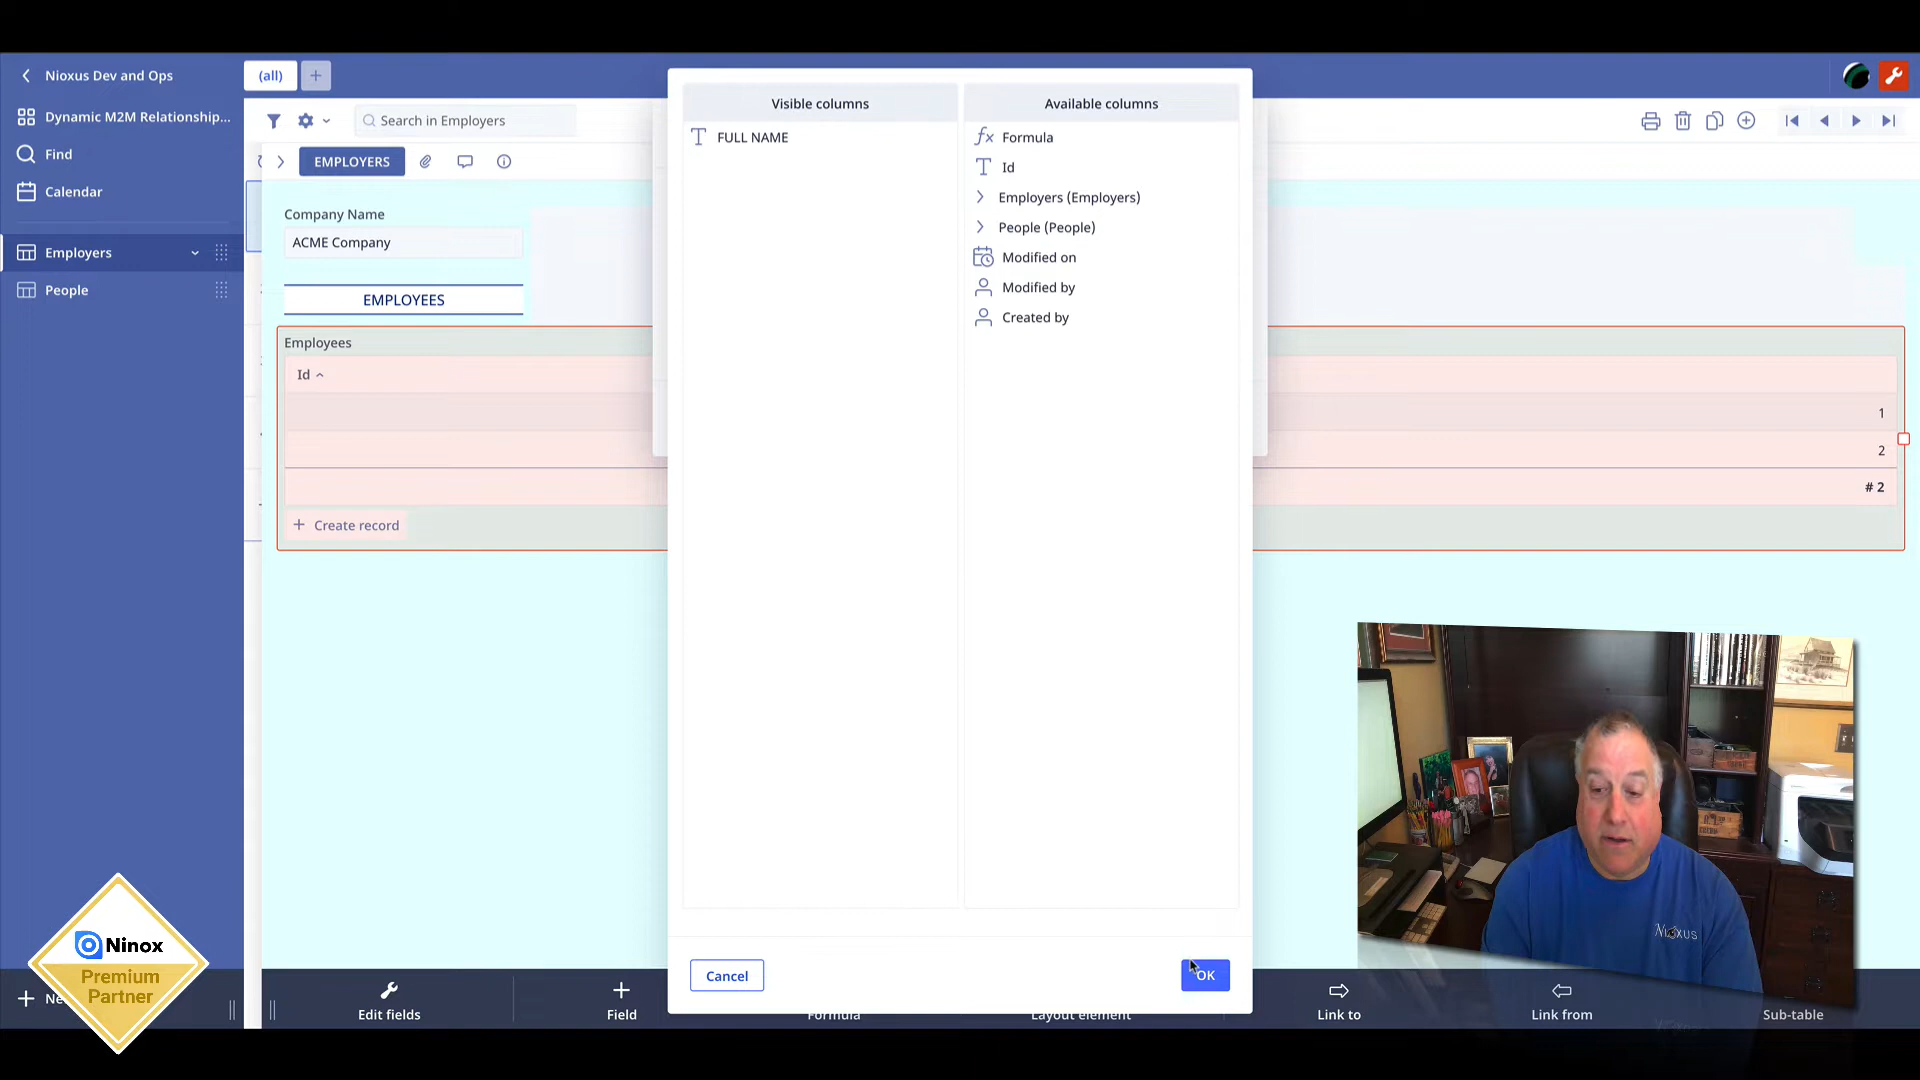 Nioxus Dev and Ops
(all)
Dynamic M2M Relationship...
Find
Calendar
Employers
People
Search in Employers
EMPLOYERS
Company Name
ACME Company
EMPLOYEES
Employees
Id
1
2
# 2
Create record
Visible columns
FULL NAME
Available columns
Formula
Id
Employers (Employers)
People (People)
Modified on
Modified by
Created by
Cancel
OK
Edit fields
Field
Formula
Layout element
Link to
Link from
Sub-table
Ninox
Premium
Partner
Nioxus